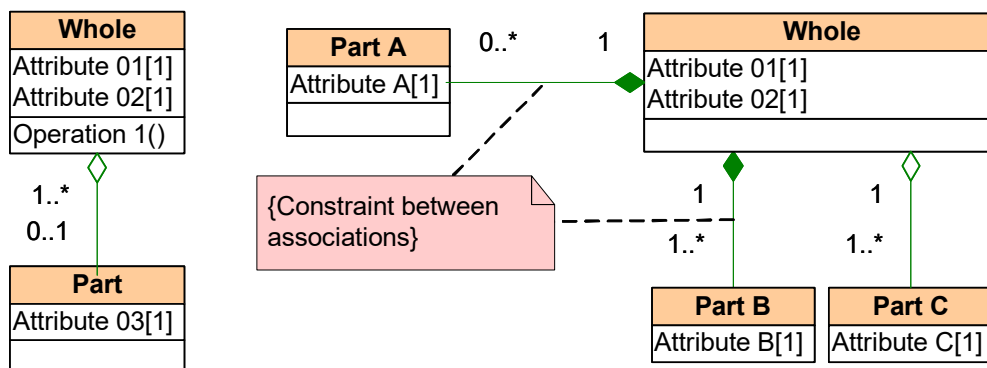 Whole
Attribute 01[1]
Attribute 02[1]
Operation 1()
1..*
0..1
Part
Attribute 03[1]
Part A
Attribute A[1]
0..*
1
Whole
Attribute 01[1]
Attribute 02[1]
{Constraint between
associations}
1
1..*
1
1..*
Part B
Attribute B[1]
Part C
Attribute C[1]